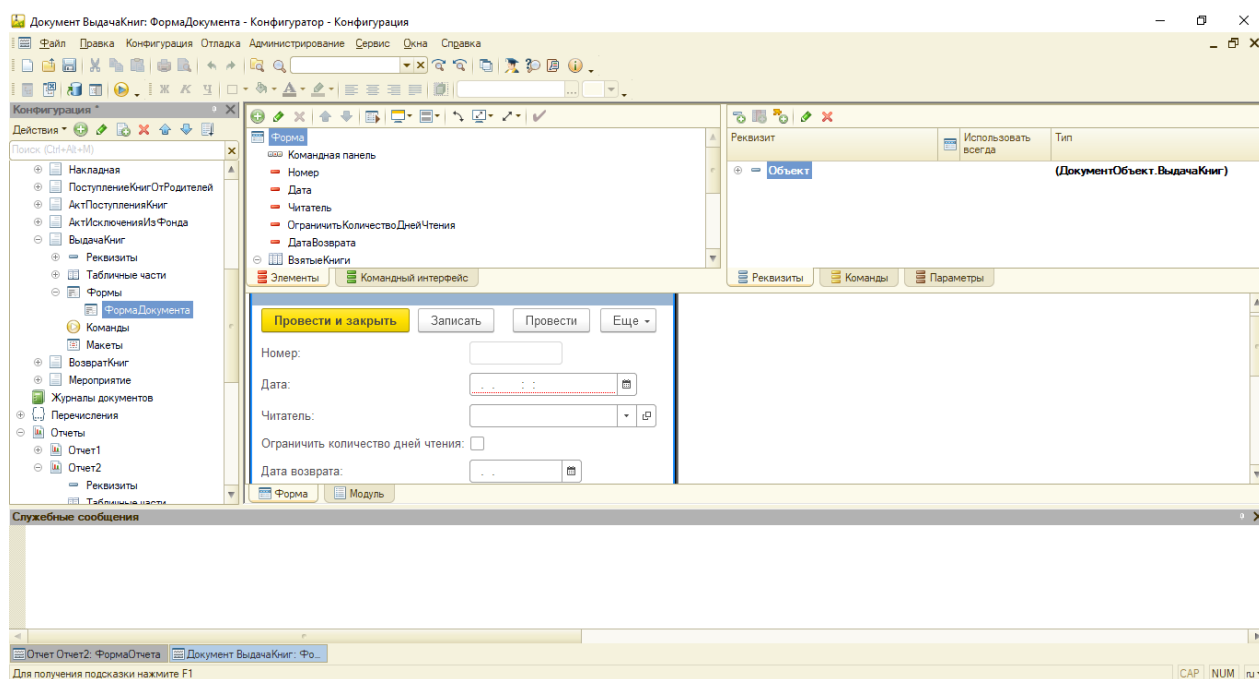 Документ ВыдачаКниг: ФормаДокумента - Конфигуратор - Конфигурация
Файл Правка Конфигурация Отладка Администрирование Сервис Окна Справка
Ж К Ч
Конфигурация *
Действия
Поиск (Ctrl+Alt+M)
Накладная
ПоступлениеКнигОтРодителей
АктПоступленияКниг
АктИсключенияИзФонда
ВыдачаКниг
Реквизиты
Табличные части
Формы
ФормаДокумента
Команды
Макеты
ВозвратКниг
Мероприятие
Журналы документов
Перечисления
Отчеты
Отчет1
Отчет2
Реквизиты
Табличные части
Форма
Командная панель
Номер
Дата
Читатель
ОграничитьКоличествоДнейЧтения
ДатаВозврата
ВзятыеКниги
Элементы Командный интерфейс
Реквизит Использовать всегда Тип
Объект (ДокументОбъект.ВыдачаКниг)
Реквизиты Команды Параметры
Провести и закрыть Записать Провести Еще
Номер:
Дата: . . : :
Читатель:
Ограничить количество дней чтения:
Дата возврата: . .
Форма Модуль
Служебные сообщения
Отчет Отчет2: ФормаОтчета Документ ВыдачаКниг: Фо...
Для получения подсказки нажмите F1 CAP NUM ru